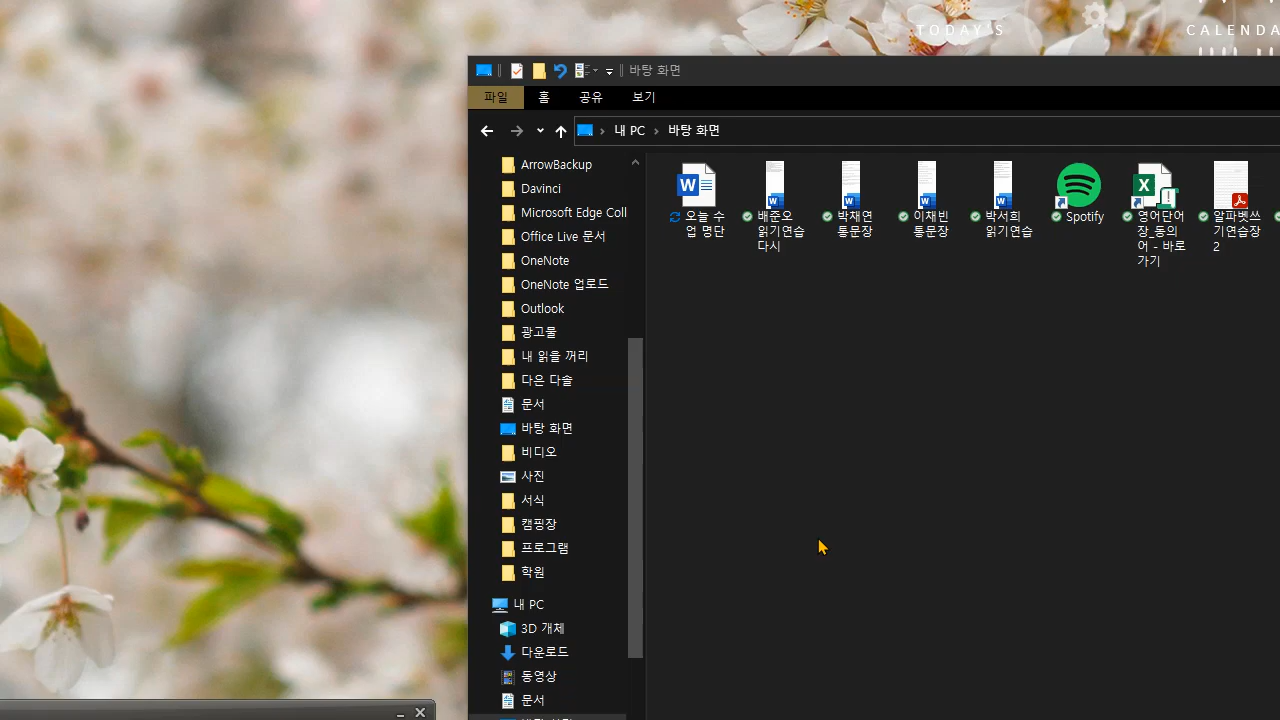 TODAY'S
CALENDA
바탕 화면
파일 홈 공유 보기
내 PC 바탕 화면
ArrowBackup
Davinci
Microsoft Edge Coll
Office Live 문서
OneNote
OneNote 업로드
Outlook
광고물
내 읽을 꺼리
다은 다솔
문서
바탕 화면
비디오
사진
서식
캠핑장
프로그램
학원
내 PC
3D 개체
다운로드
동영상
문서
오늘 수
업 명단
배준오
읽기연습
다시
박재연
통문장
이채빈
통문장
박서희
읽기연습
Spotify
영어단어
장_동의
어 - 바로
가기
알파벳쓰
기연습장
2